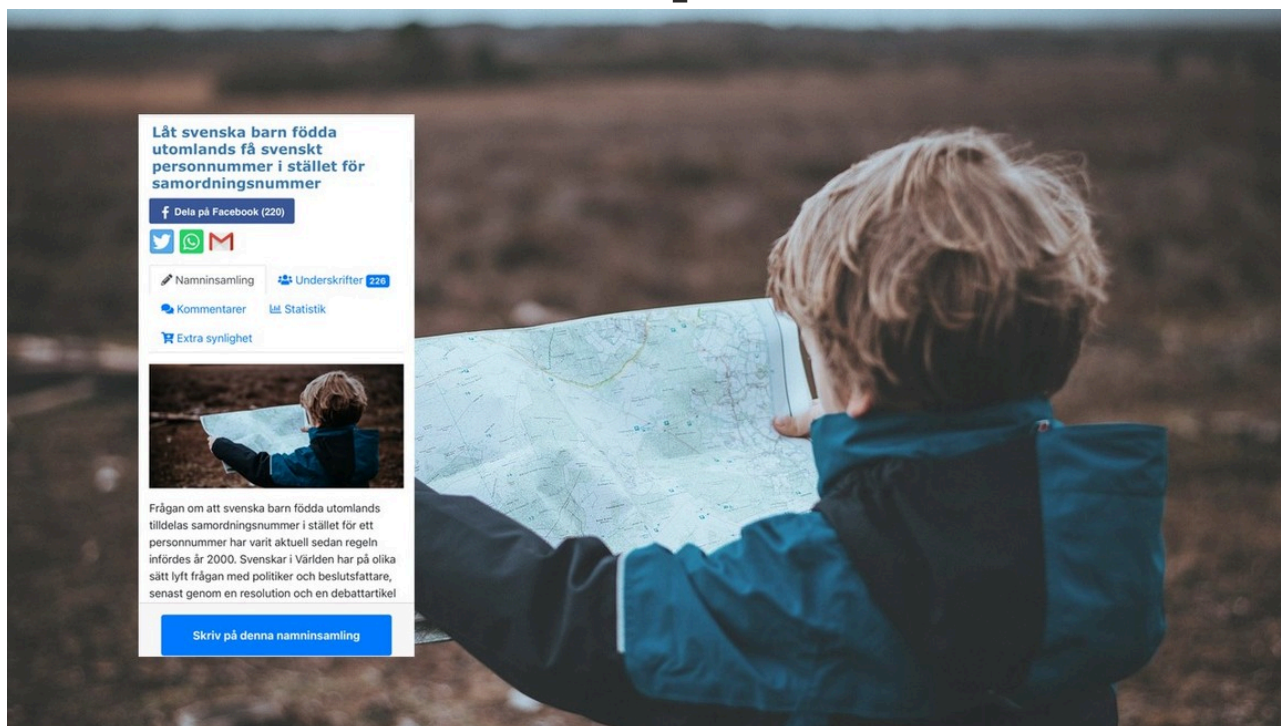 Låt svenska barn födda
utomlands få svenskt
personnummer i stället för
samordningsnummer
Dela på Facebook (220)
Namninsamling
Underskrifter 226
Kommentarer
Statistik
Extra synlighet
Frågan om att svenska barn födda utomlands
tilldelas samordningsnummer i stället för ett
personnummer har varit aktuell sedan regeln
infördes år 2000. Svenskar i Världen har på olika
sätt lyft frågan med politiker och beslutsfattare,
senast genom en resolution och en debattartikel
Skriv på denna namninsamling